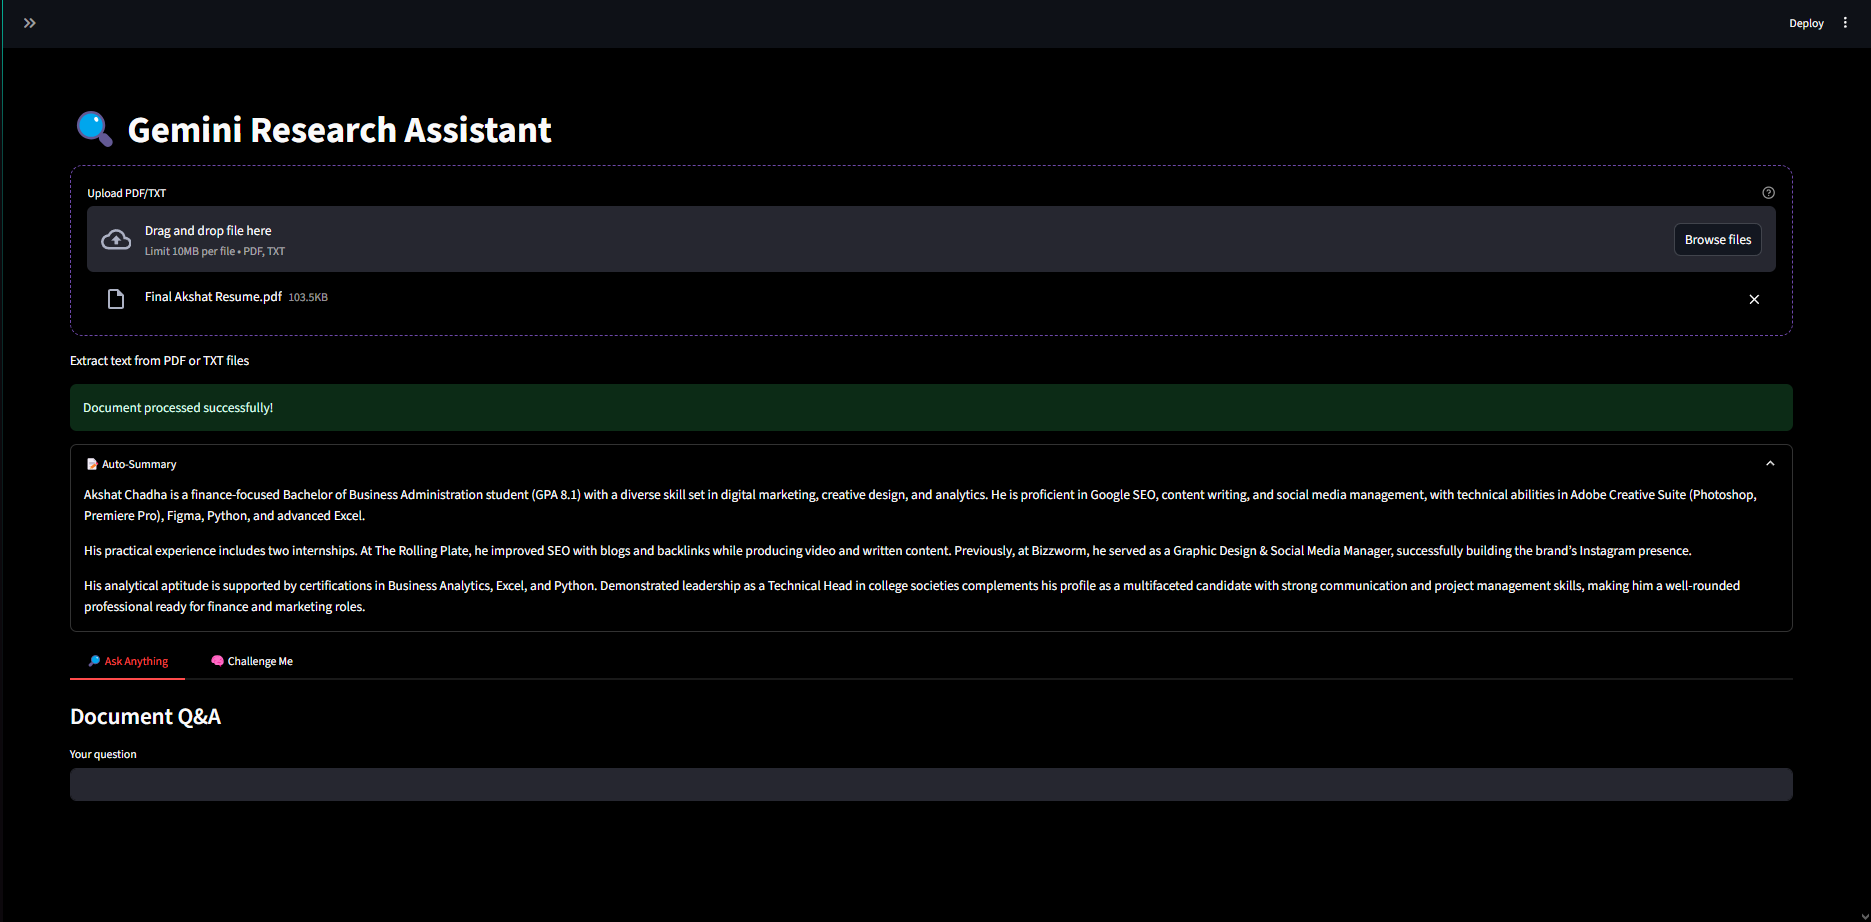 Deploy
Gemini Research Assistant
Upload PDF/TXT
Drag and drop file here
Limit 10MB per file • PDF, TXT
Browse files
Final Akshat Resume.pdf 103.5KB
Extract text from PDF or TXT files
Document processed successfully!
Auto-Summary
Akshat Chadha is a finance-focused Bachelor of Business Administration student (GPA 8.1) with a diverse skill set in digital marketing, creative design, and analytics. He is proficient in Google SEO, content writing, and social media management, with technical abilities in Adobe Creative Suite (Photoshop,
Premiere Pro), Figma, Python, and advanced Excel.
His practical experience includes two internships. At The Rolling Plate, he improved SEO with blogs and backlinks while producing video and written content. Previously, at Bizzworm, he served as a Graphic Design & Social Media Manager, successfully building the brand’s Instagram presence.
His analytical aptitude is supported by certifications in Business Analytics, Excel, and Python. Demonstrated leadership as a Technical Head in college societies complements his profile as a multifaceted candidate with strong communication and project management skills, making him a well-rounded
professional ready for finance and marketing roles.
Ask Anything
Challenge Me
Document Q&A
Your question